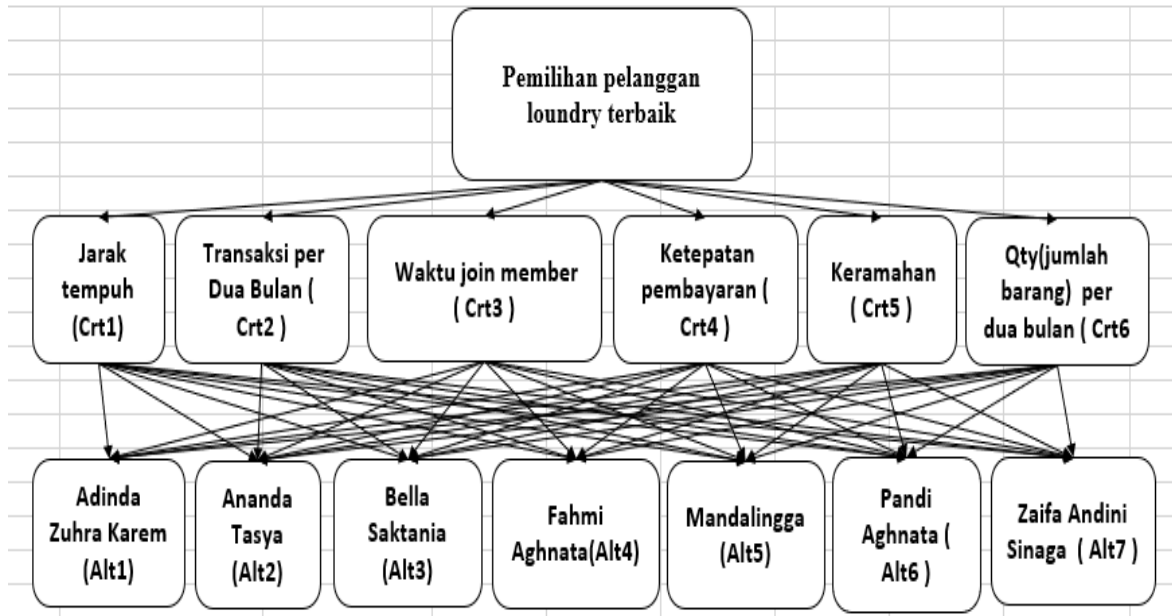 Pemilihan pelanggan
loundry terbaik
Jarak
tempuh
(Crt1)
Transaksi per
Dua Bulan (
Crt2 )
Waktu join member
( Crt3 )
Ketepatan
pembayaran (
Crt4 )
Keramahan
( Crt5 )
Qty(jumlah
barang) per
dua bulan ( Crt6
Adinda
Zuhra Karem
(Alt1)
Ananda
Tasya
(Alt2)
Bella
Saktania
(Alt3)
Fahmi
Aghnata(Alt4)
Mandalingga
(Alt5)
Pandi
Aghnata (
Alt6 )
Zaifa Andini
Sinaga ( Alt7 )